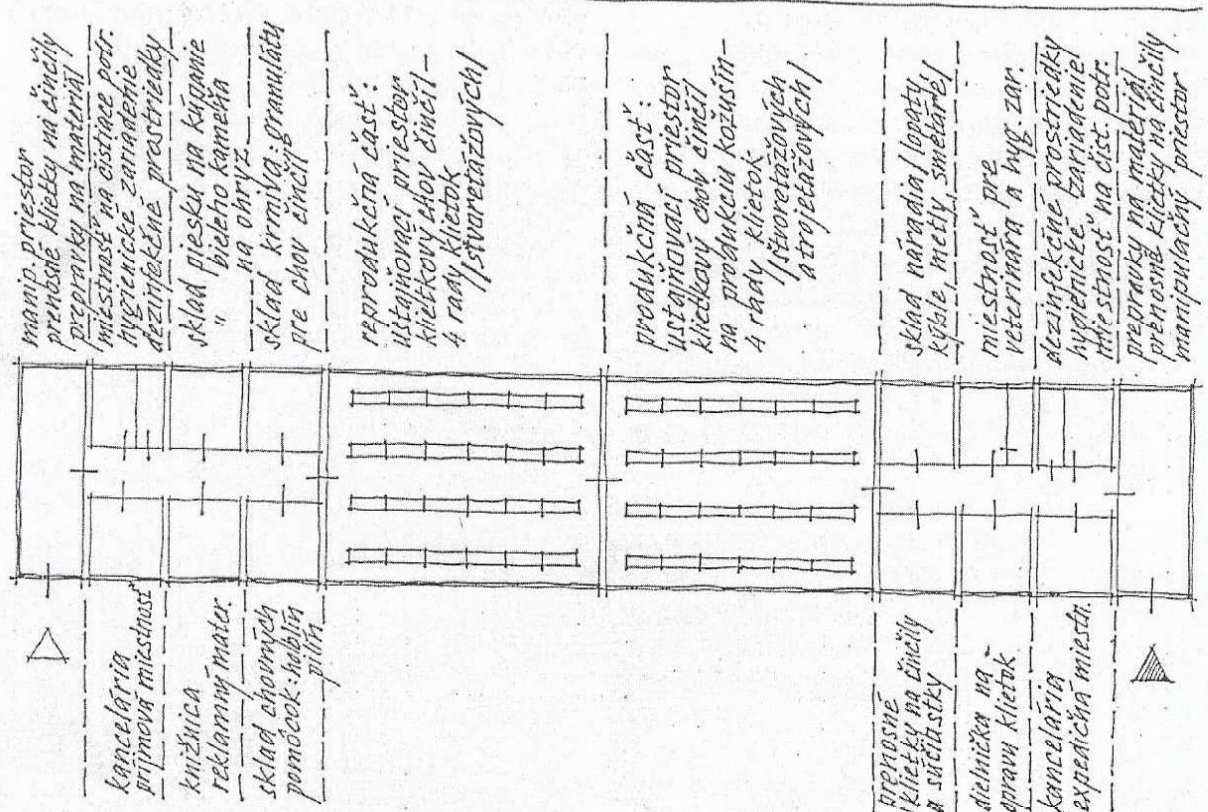 manip. priestor
prenosné klietky na činčily
prepravky na materiál/
miestnosť na čistiace potr.
hygienické zariadenie
dezinfekčné prostriedky
sklad piesku na kúpanie
bieleho kameňa
na ohryz
sklad krmiva: granuláty
pre chov činčíl
reprodukčná časť:
ustajňovací priestor
klietkový chov činčíl –
4 rady klietok
/štvoretážových/
produkčná časť:
ustajňovací priestor
klietkový chov činčíl
na produkciu kožušín –
4 rady klietok
/štvoretážových
a trojetážových/
sklad náradia/lopaty,
kýble, metly, smetáře/
miestnosť pre
veterinára a hyg. zar.
dezinfekčné prostriedky
hygienické zariadenie
miestnosť na čist. potr.
prepravky na materiál
prenosné klietky na činčily
manipulačný priestor
kancelária
príjmová miestnosť
knižnica
reklamný mater.
sklad chovných
pomôcok: hoblín
pilín
prenosné
klietky na činčily
a súčiastky
dielnička na
opravu klietok
kancelária
expedičná miestn.